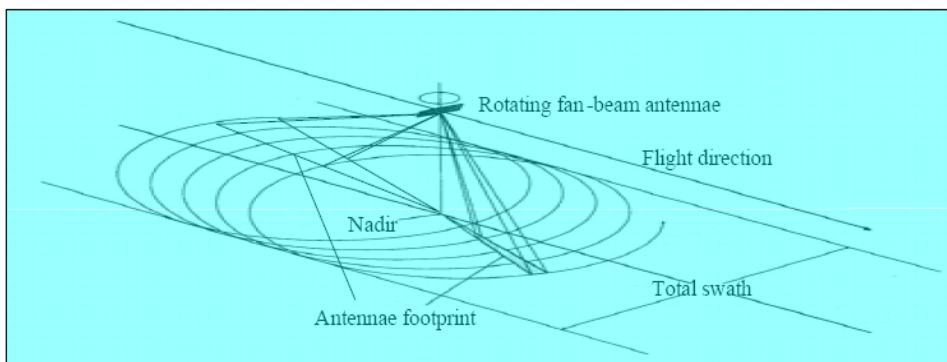 Rotating fan-beam antennae
Flight direction
Nadir
Total swath
Antennae footprint